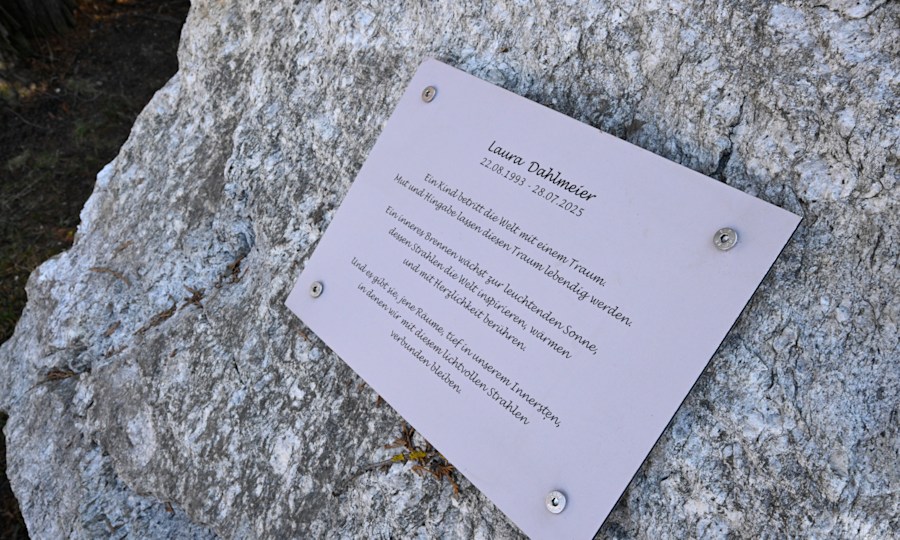 Laura Dahlmeier
22.08.1993 - 28.07.2025
Ein Kind betritt die Welt mit einem Traum.
Mut und Hingabe lassen diesen Traum lebendig werden.
Ein inneres Brennen wächst zur leuchtenden Sonne,
dessen Strahlen die Welt inspirieren, wärmen
und mit Herzlichkeit berühren.
Und es gibt sie, jene Räume, tief in unserem Innersten,
in denen wir mit diesem lichtvollen Strahlen
verbunden bleiben.